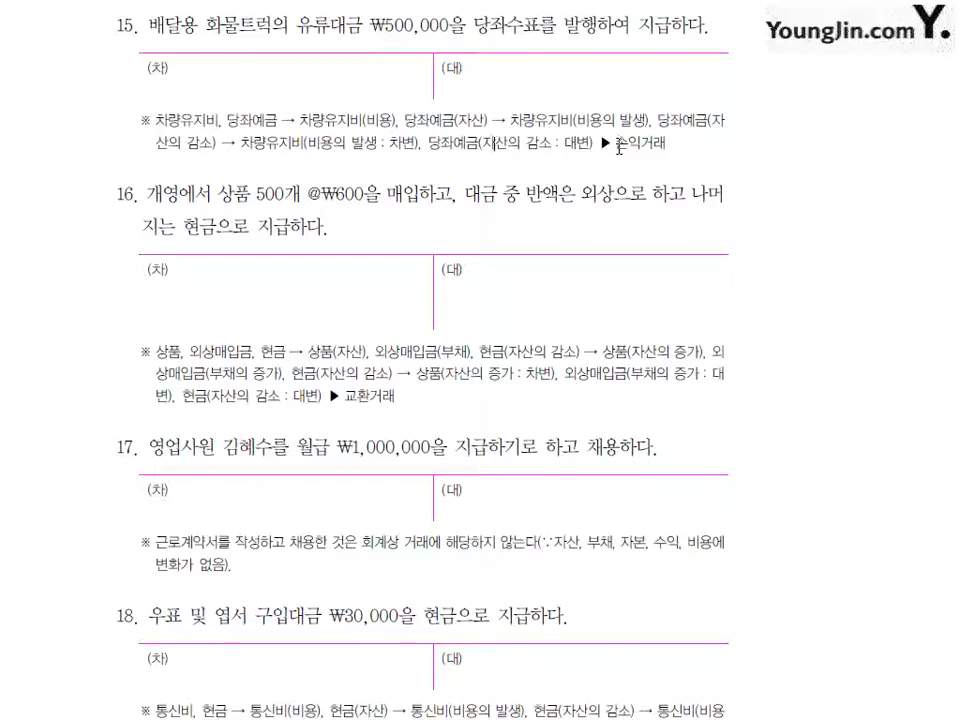 15. 배달용 화물트럭의 유류대금 ₩500,000을 당좌수표를 발행하여 지급하다.
YoungJin.com Y.
(차) (대)
※ 차량유지비, 당좌예금 → 차량유지비(비용), 당좌예금(자산) → 차량유지비(비용의 발생), 당좌예금(자
산의 감소) → 차량유지비(비용의 발생 : 차변), 당좌예금(자산의 감소 : 대변) ▶ 손익거래
16. 개영에서 상품 500개 @₩600을 매입하고, 대금 중 반액은 외상으로 하고 나머
지는 현금으로 지급하다.
(차) (대)
※ 상품, 외상매입금, 현금 → 상품(자산), 외상매입금(부채), 현금(자산의 감소) → 상품(자산의 증가), 외
상매입금(부채의 증가), 현금(자산의 감소) → 상품(자산의 증가 : 차변), 외상매입금(부채의 증가 : 대
변), 현금(자산의 감소 : 대변) ▶ 교환거래
17. 영업사원 김혜수를 월급 ₩1,000,000을 지급하기로 하고 채용하다.
(차) (대)
※ 근로계약서를 작성하고 채용한 것은 회계상 거래에 해당하지 않는다(∵자산, 부채, 자본, 수익, 비용에
변화가 없음).
18. 우표 및 엽서 구입대금 ₩30,000을 현금으로 지급하다.
(차) (대)
※ 통신비, 현금 → 통신비(비용), 현금(자산) → 통신비(비용의 발생), 현금(자산의 감소) → 통신비(비용